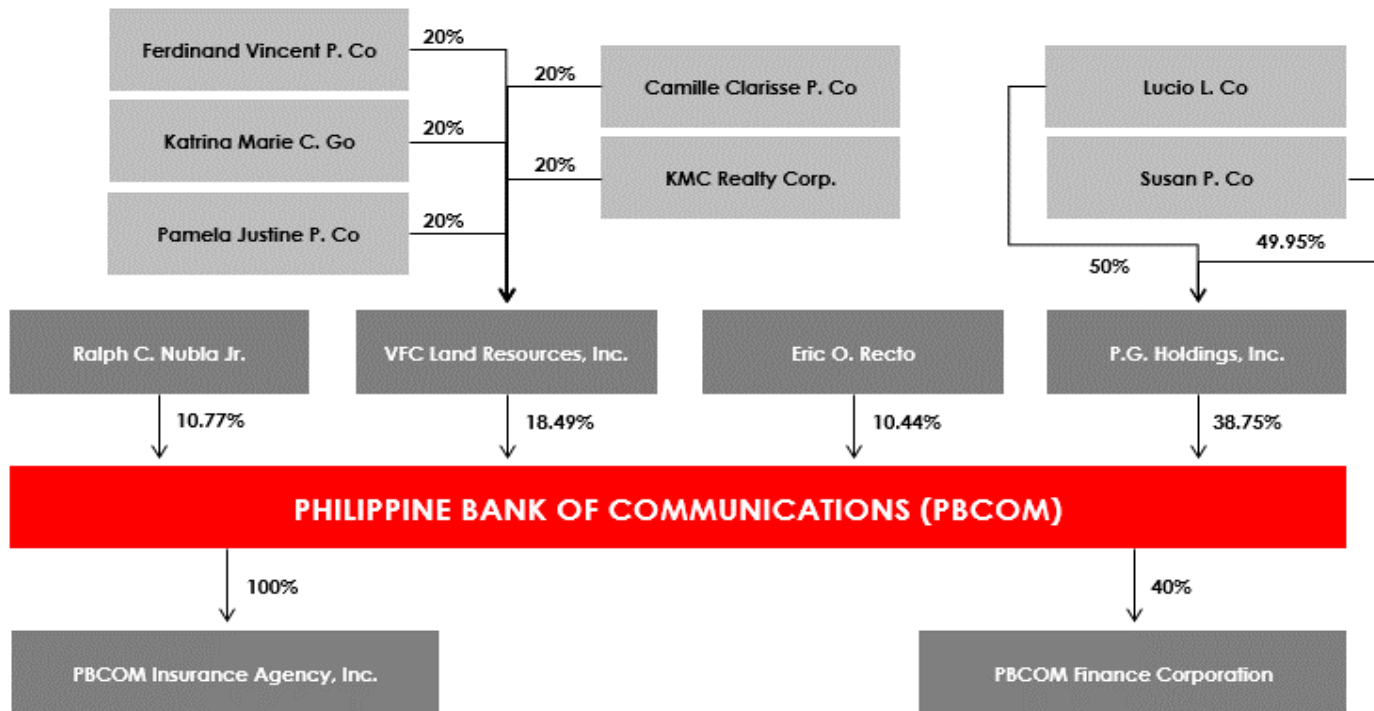 Ferdinand Vincent P. Co
20%
20%
Camille Clarisse P. Co
Lucio L. Co
Katrina Marie C. Go
20%
20%
KMC Realty Corp.
Susan P. Co
Pamela Justine P. Co
20%
49.95%
50%
Ralph C. Nubla Jr.
VFC Land Resources, Inc.
Eric O. Recto
P.G. Holdings, Inc.
10.77%
18.49%
10.44%
38.75%
PHILIPPINE BANK OF COMMUNICATIONS (PBCOM)
100%
40%
PBCOM Insurance Agency, Inc.
PBCOM Finance Corporation